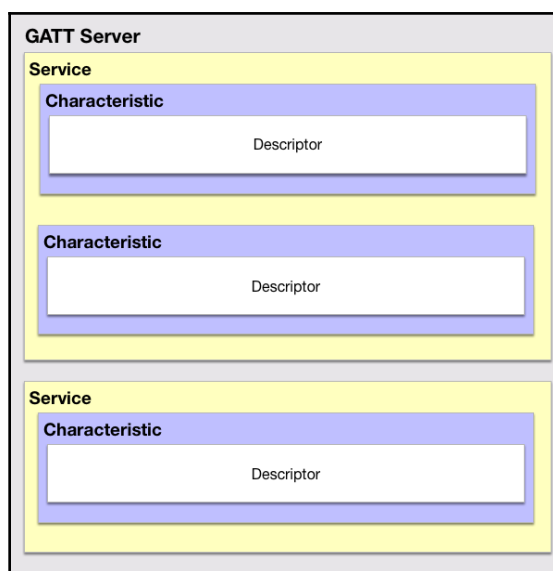 GATT Server
Service
Characteristic
Descriptor
Characteristic
Descriptor
Service
Characteristic
Descriptor